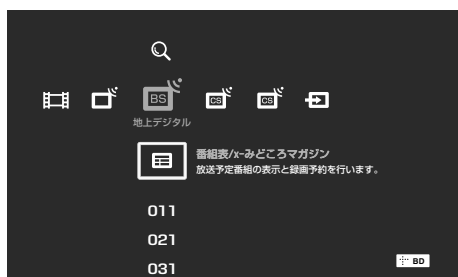 BS
CS
CS
地上デジタル
番組表/x-みどころマガジン
放送予定番組の表示と録画予約を行います。
011
021
031
BD